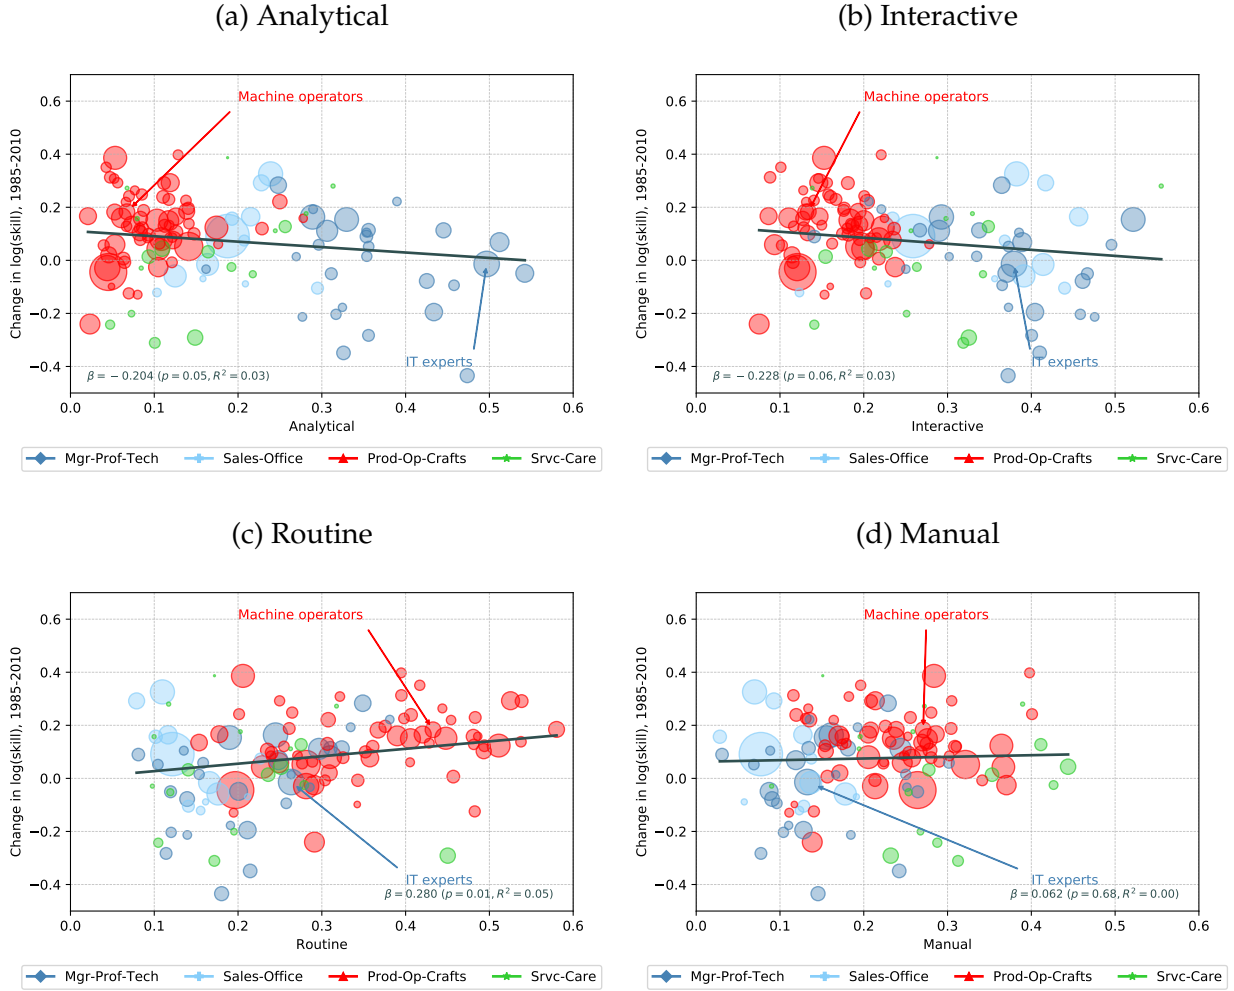 (a) Analytical
(b) Interactive
Change in log(skill), 1985-2010
0.6
0.4
0.2
0.0
−0.2
−0.4
Machine operators
IT experts
β = − 0.204 (p = 0.05, R² = 0.03)
0.0 0.1 0.2 0.3 0.4 0.5 0.6
Analytical
Mgr-Prof-Tech Sales-Office Prod-Op-Crafts Srvc-Care
Change in log(skill), 1985-2010
0.6
0.4
0.2
0.0
−0.2
−0.4
Machine operators
IT experts
β = − 0.228 (p = 0.06, R² = 0.03)
0.0 0.1 0.2 0.3 0.4 0.5 0.6
Interactive
Mgr-Prof-Tech Sales-Office Prod-Op-Crafts Srvc-Care
(c) Routine
(d) Manual
Change in log(skill), 1985-2010
0.6
0.4
0.2
0.0
−0.2
−0.4
Machine operators
IT experts
β = 0.280 (p = 0.01, R² = 0.05)
0.0 0.1 0.2 0.3 0.4 0.5 0.6
Routine
Mgr-Prof-Tech Sales-Office Prod-Op-Crafts Srvc-Care
Change in log(skill), 1985-2010
0.6
0.4
0.2
0.0
−0.2
−0.4
Machine operators
IT experts
β = 0.062 (p = 0.68, R² = 0.00)
0.0 0.1 0.2 0.3 0.4 0.5 0.6
Manual
Mgr-Prof-Tech Sales-Office Prod-Op-Crafts Srvc-Care